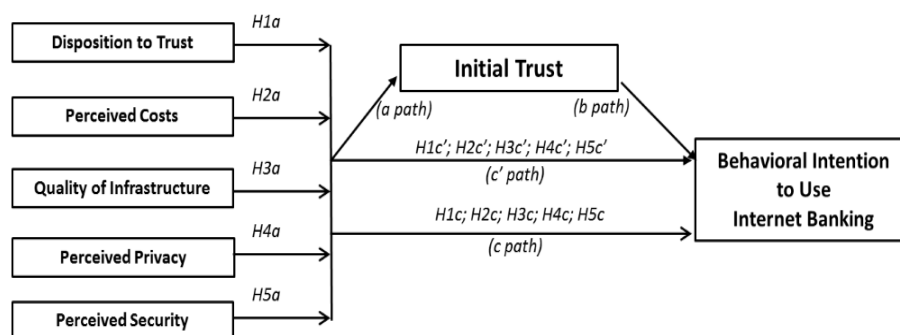 H1a
Disposition to Trust
H2a
Perceived Costs
H3a
Quality of Infrastructure
H4a
Perceived Privacy
H5a
Perceived Security
Initial Trust
(a path)
(b path)
H1c’; H2c’; H3c’; H4c’; H5c’
(c’ path)
H1c; H2c; H3c; H4c; H5c
(c path)
Behavioral Intention
to Use
Internet Banking